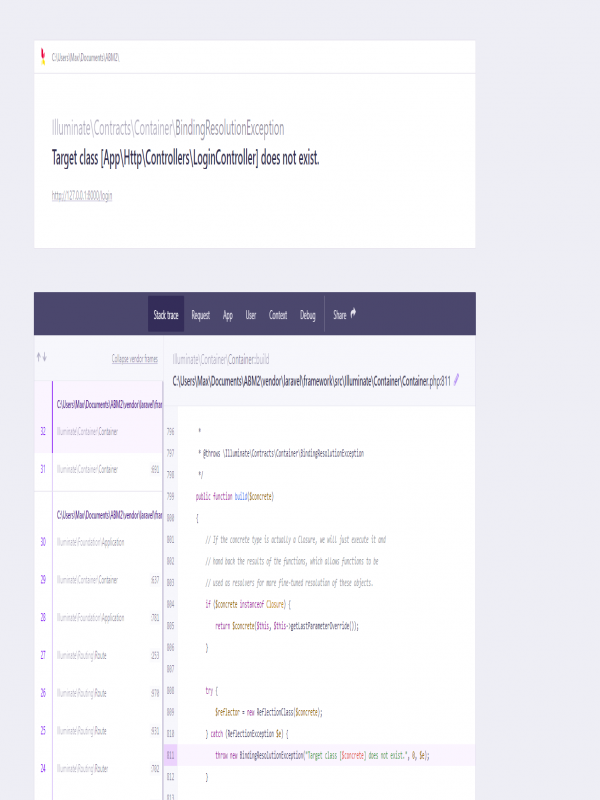 C:\Users\Max\Documents\ABM2\
Illuminate\Contracts\Container\BindingResolutionException
Target class [App\Http\Controllers\LoginController] does not exist.
http://127.0.0.1:8000/login
Stack trace Request App User Context Debug Share
Collapse vendor frames
Illuminate\Container\Container::build
C:\Users\Max\Documents\ABM2\vendor\laravel\framework\src\Illuminate\Container\Container.php:811
C:\Users\Max\Documents\ABM2\vendor\laravel\fra
32 Illuminate\Container\Container
31 Illuminate\Container\Container :691
C:\Users\Max\Documents\ABM2\vendor\laravel\fra
30 Illuminate\Foundation\Application
29 Illuminate\Container\Container :637
28 Illuminate\Foundation\Application :781
27 Illuminate\Routing\Route :253
26 Illuminate\Routing\Route :970
25 Illuminate\Routing\Route :931
24 Illuminate\Routing\Router :702
796 *
797 * @throws \Illuminate\Contracts\Container\BindingResolutionException
798 */
799 public function build($concrete)
800 {
801 // If the concrete type is actually a Closure, we will just execute it and
802 // hand back the results of the functions, which allows functions to be
803 // used as resolvers for more fine-tuned resolution of these objects.
804 if ($concrete instanceof Closure) {
805 return $concrete($this, $this->getLastParameterOverride());
806 }
807
808 try {
809 $reflector = new ReflectionClass($concrete);
810 } catch (ReflectionException $e) {
811 throw new BindingResolutionException("Target class [$concrete] does not exist.", 0, $e);
812 }
813